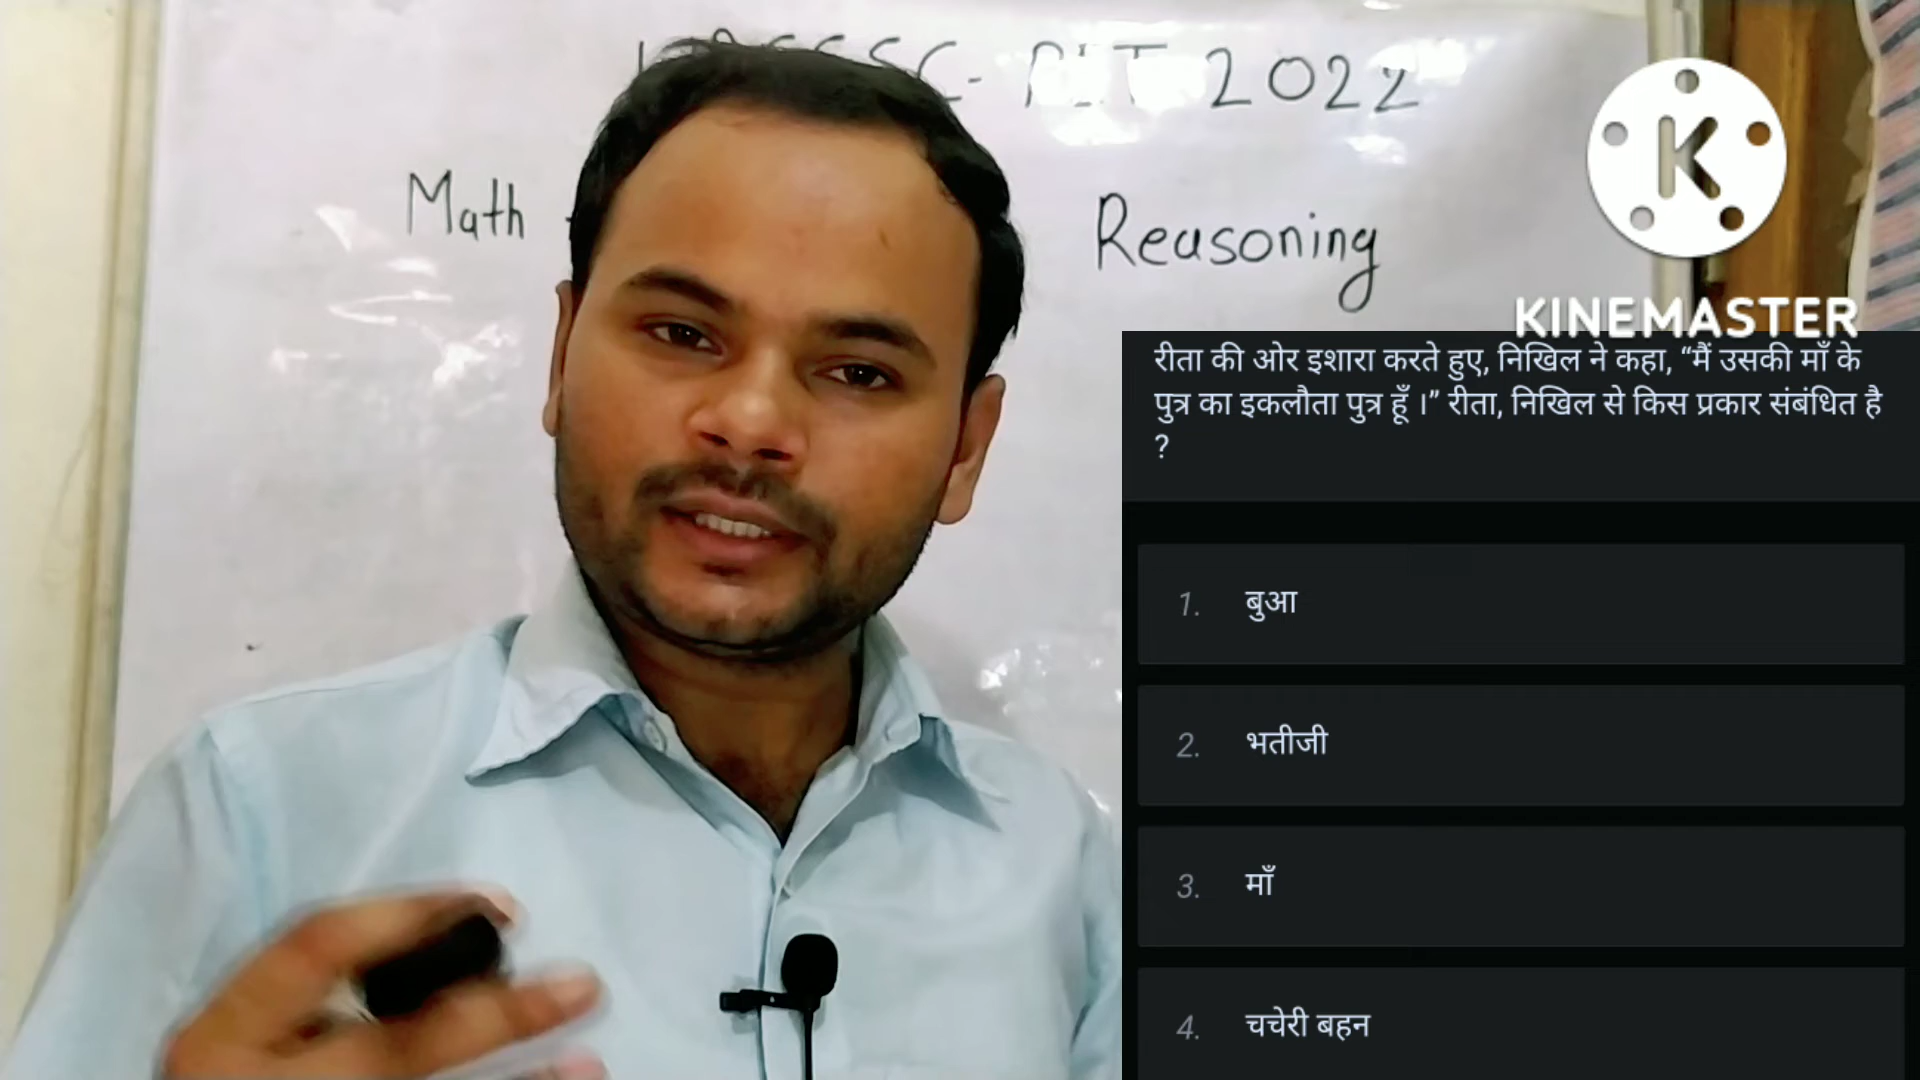 2022
Math
Reasoning
K
KINEMASTER
रीता की ओर इशारा करते हुए, निखिल ने कहा, “मैं उसकी माँ के
पुत्र का इकलौता पुत्र हूँ ।” रीता, निखिल से किस प्रकार संबंधित है
?
1. बुआ
2. भतीजी
3. माँ
4. चचेरी बहन